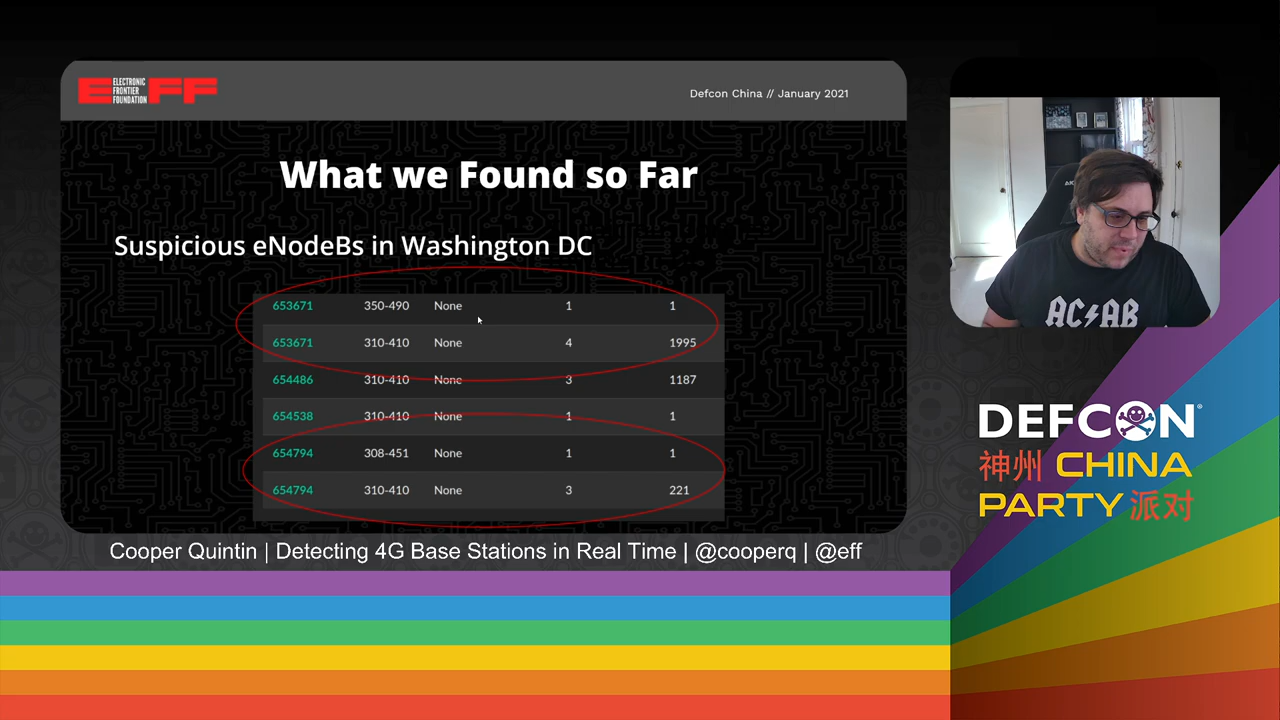 EFF
ELECTRONIC
FRONTIER
FOUNDATION
Defcon China // January 2021
What we Found so Far
Suspicious eNodeBs in Washington DC
653671 350-490 None 1 1
653671 310-410 None 4 1995
654486 310-410 None 3 1187
654538 310-410 None 1 1
654794 308-451 None 1 1
654794 310-410 None 3 221
AC⚡AB
DEFCON®
神州 CHINA
PARTY 派对
Cooper Quintin | Detecting 4G Base Stations in Real Time | @cooperq | @eff